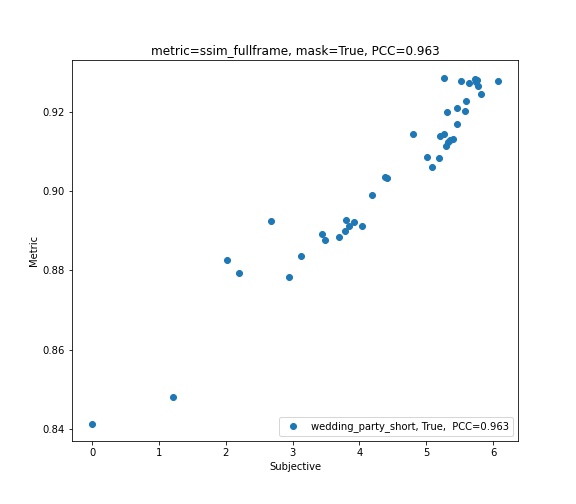 metric=ssim_fullframe, mask=True, PCC=0.963
Metric
0.92
0.90
0.88
0.86
0.84
wedding_party_short, True,  PCC=0.963
0 1 2 3 4 5 6
Subjective